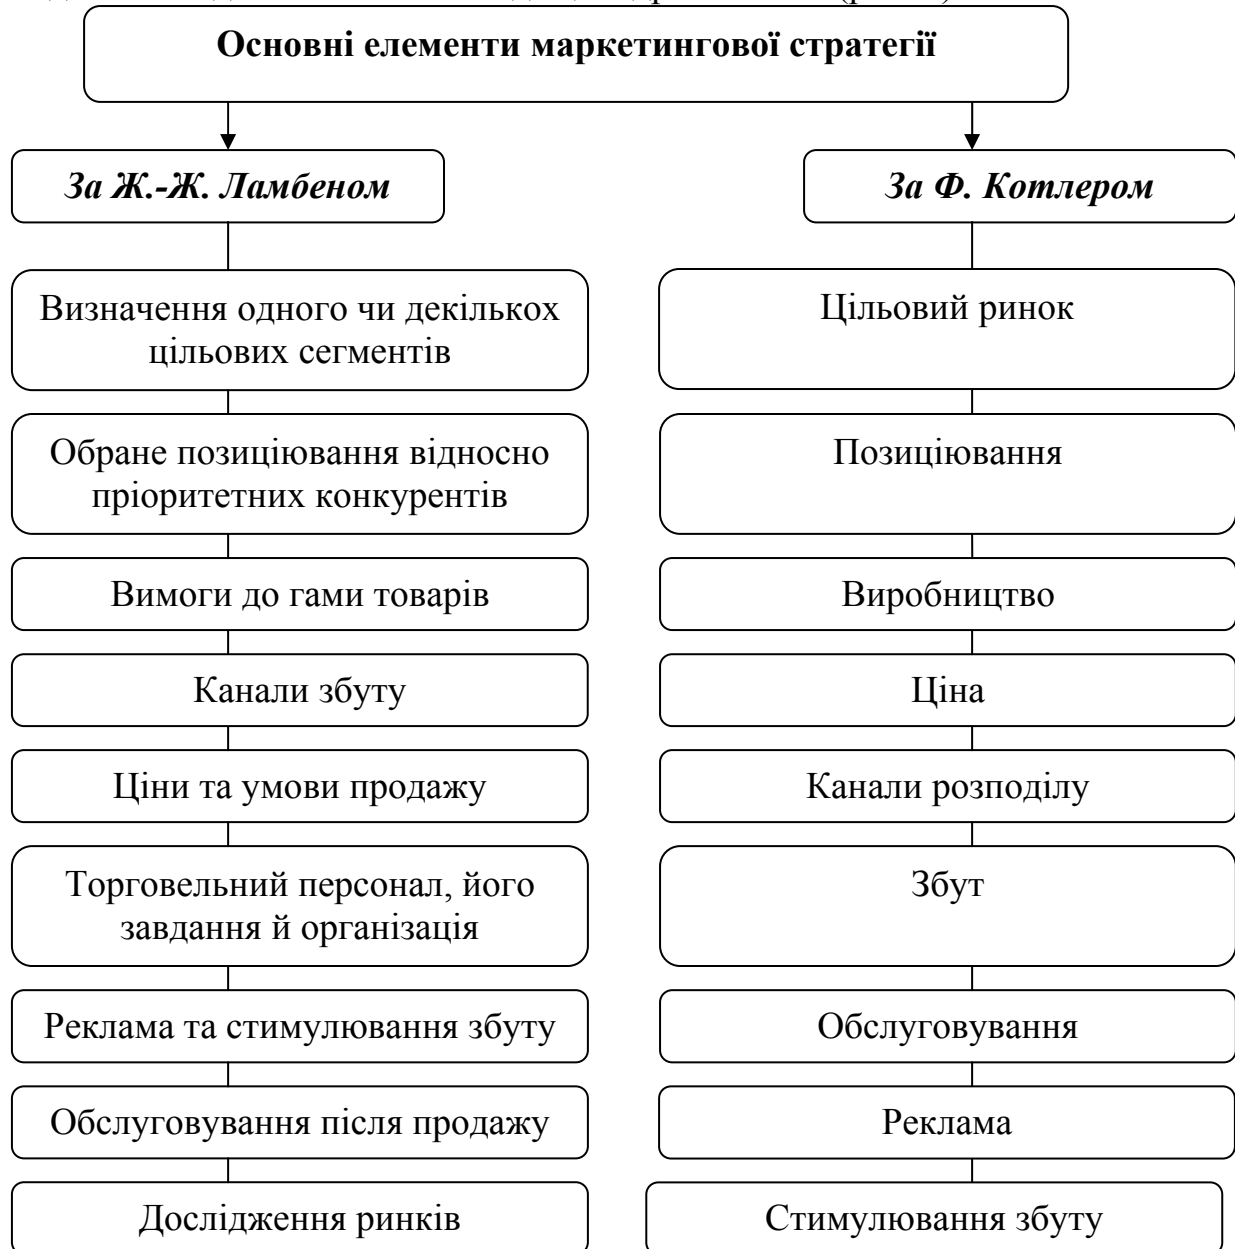 Основні елементи маркетингової стратегії
За Ж.-Ж. Ламбеном
За Ф. Котлером
Визначення одного чи декількох
цільових сегментів
Цільовий ринок
Обране позиціювання відносно
пріоритетних конкурентів
Позиціювання
Вимоги до гами товарів
Виробництво
Канали збуту
Ціна
Ціни та умови продажу
Канали розподілу
Торговельний персонал, його
завдання й організація
Збут
Реклама та стимулювання збуту
Обслуговування
Обслуговування після продажу
Реклама
Дослідження ринків
Стимулювання збуту